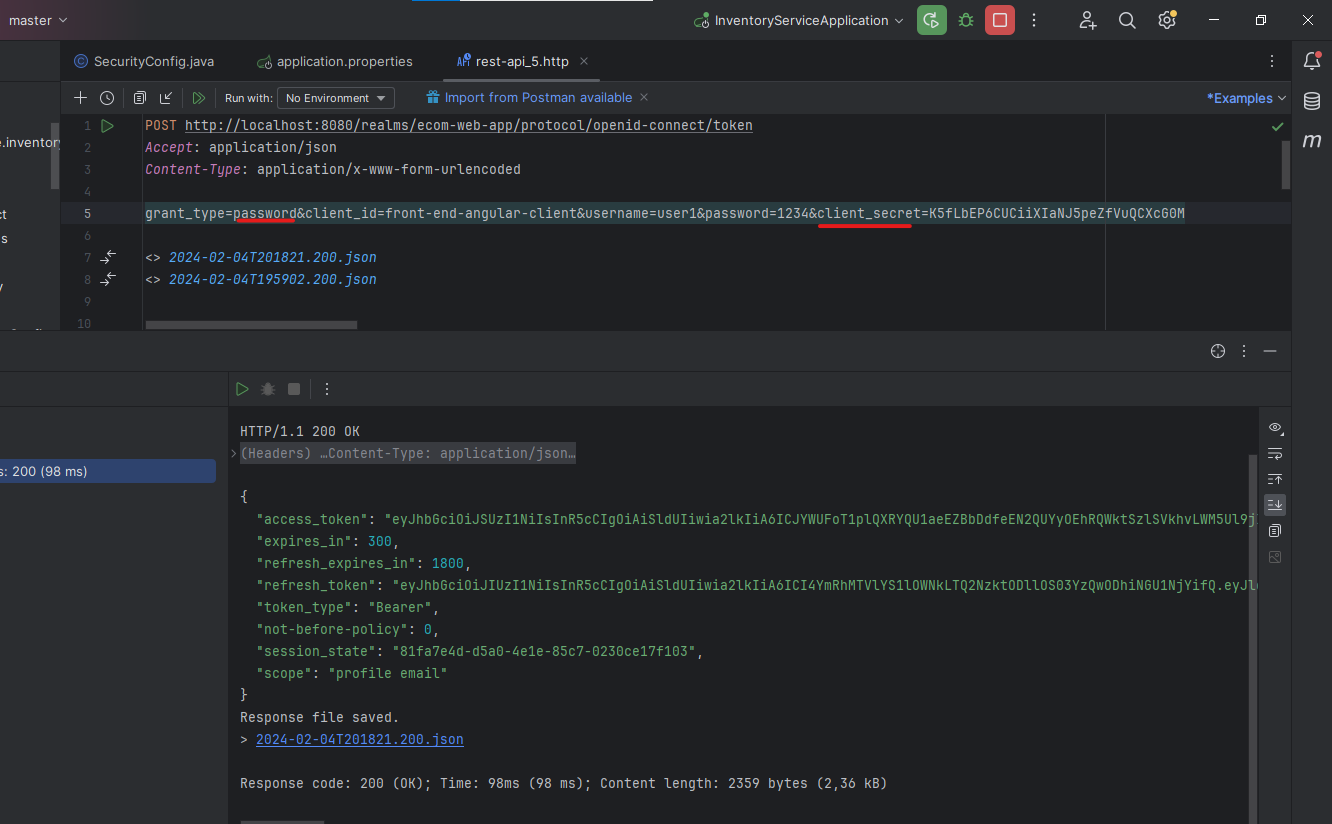 master
InventoryServiceApplication
SecurityConfig.java
application.properties
API rest-api_5.http
Run with:
No Environment
Import from Postman available
*Examples
1 POST http://localhost:8080/realms/ecom-web-app/protocol/openid-connect/token
2 Accept: application/json
3 Content-Type: application/x-www-form-urlencoded
4
5 grant_type=password&client_id=front-end-angular-client&username=user1&password=1234&client_secret=K5fLbEP6CUCiiXIaNJ5peZfVuQCXcG0M
6
7 <> 2024-02-04T201821.200.json
8 <> 2024-02-04T195902.200.json
9
10
e.inventory
ct
s
y
m
s: 200 (98 ms)
HTTP/1.1 200 OK
(Headers) …Content-Type: application/json…
{
"access_token": "eyJhbGciOiJSUzI1NiIsInR5cCIgOiAiSldUIiwia2lkIiA6ICJYWUFoT1plQXRYQU1aeEZBbDdfeEN2QUYyOEhRQWktSzlSVkhvLWM5Ul9j
"expires_in": 300,
"refresh_expires_in": 1800,
"refresh_token": "eyJhbGciOiJIUzI1NiIsInR5cCIgOiAiSldUIiwia2lkIiA6ICI4YmRhMTVlYS1lOWNkLTQ2NzktODllOS03YzQwODhiNGU1NjYifQ.eyJl
"token_type": "Bearer",
"not-before-policy": 0,
"session_state": "81fa7e4d-d5a0-4e1e-85c7-0230ce17f103",
"scope": "profile email"
}
Response file saved.
> 2024-02-04T201821.200.json
Response code: 200 (OK); Time: 98ms (98 ms); Content length: 2359 bytes (2,36 kB)